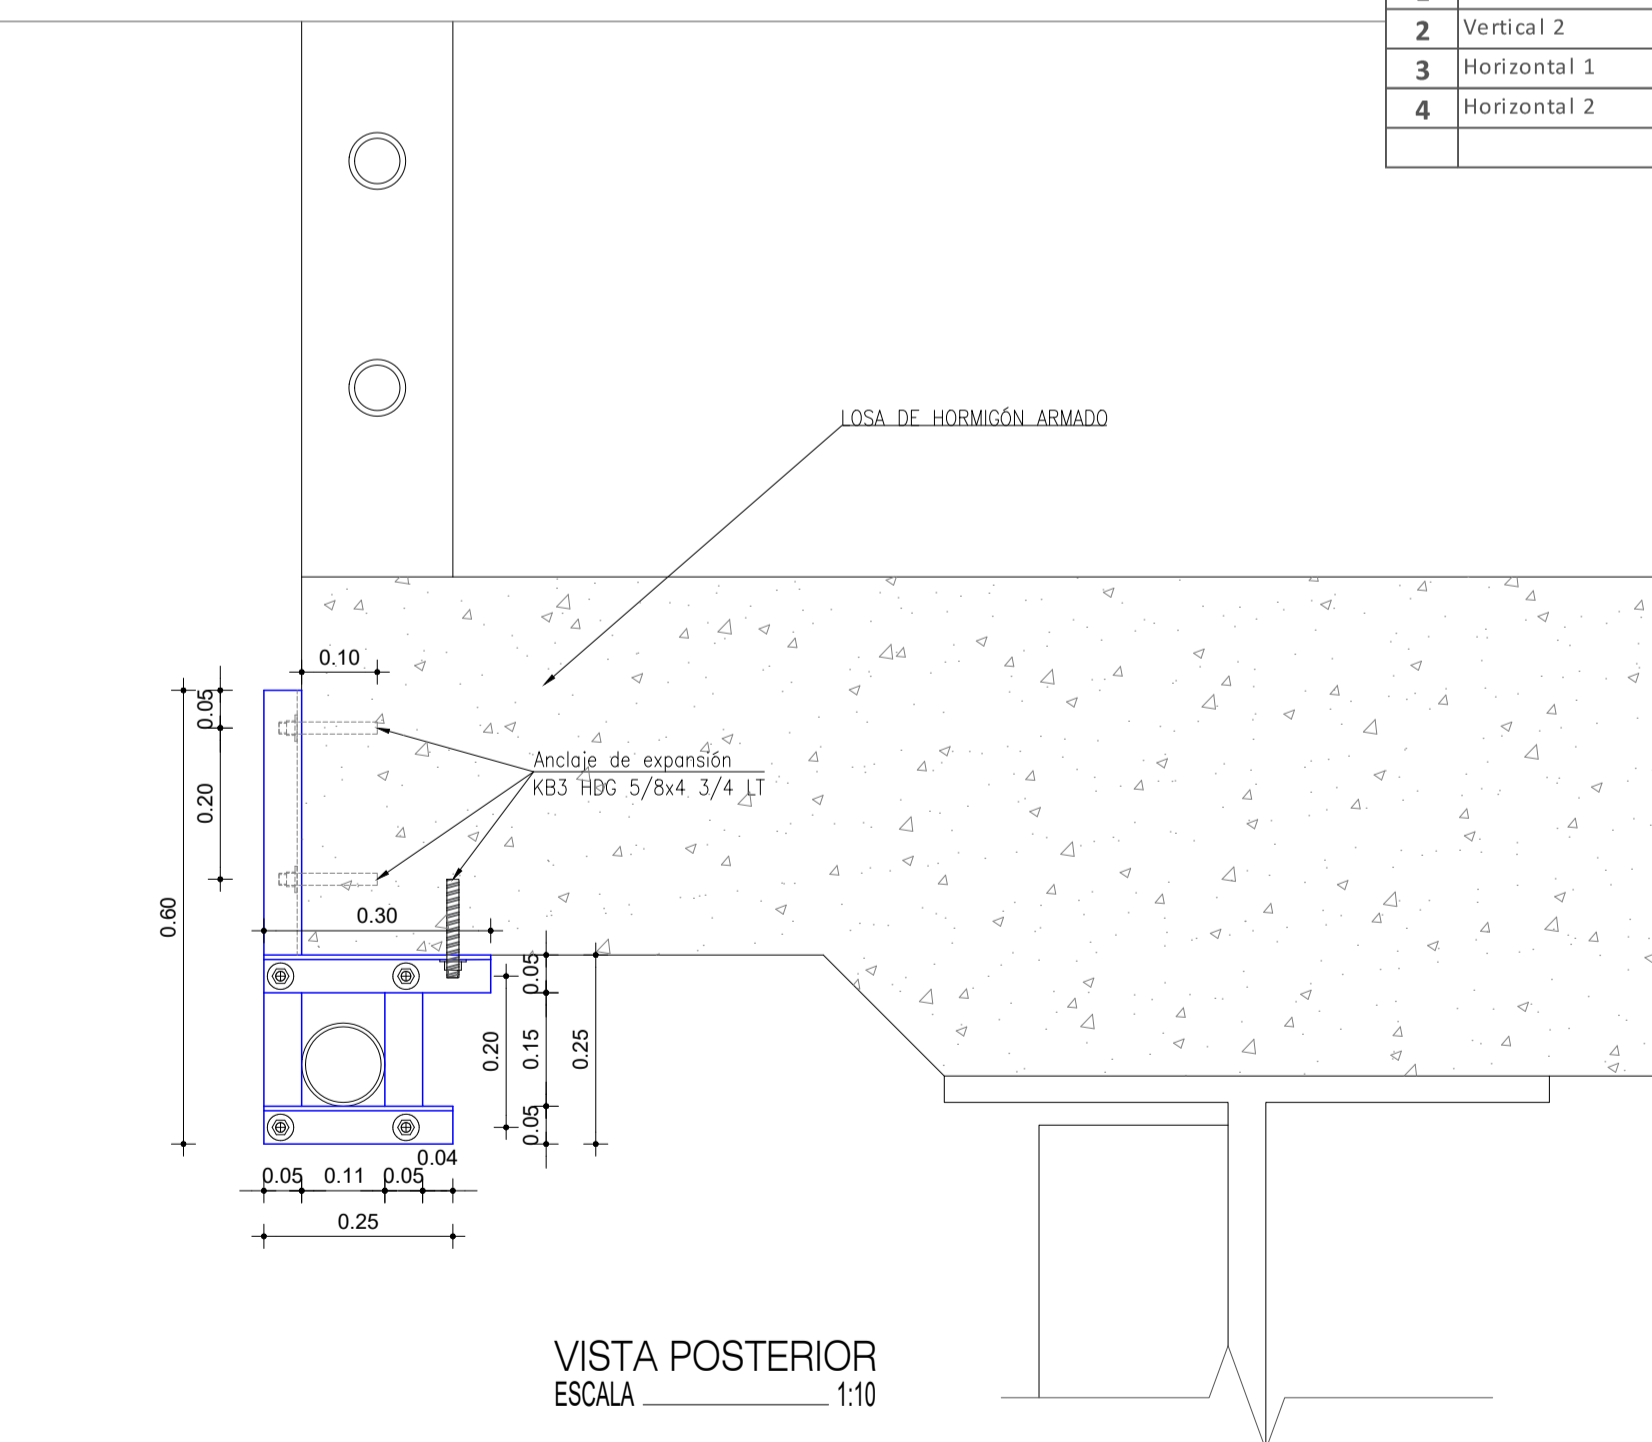 2 Vertical 2
3 Horizontal 1
4 Horizontal 2
LOSA DE HORMIGÓN ARMADO
0.10
0.05
Anclaje de expansión
KB3 HDG 5/8x4 3/4 LT
0.20
0.60
0.30
0.05
0.20
0.15
0.25
0.05
0.04
0.05
0.11
0.05
0.25
VISTA POSTERIOR
ESCALA 1:10